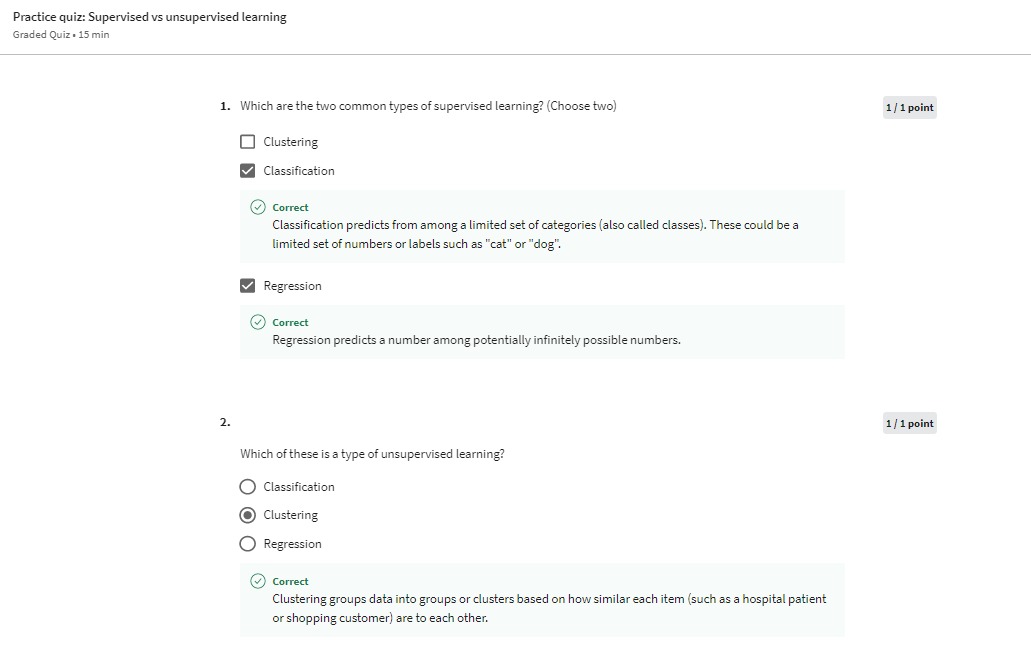 Practice quiz: Supervised vs unsupervised learning
Graded Quiz • 15 min
1. Which are the two common types of supervised learning? (Choose two)
1 / 1 point
Clustering
Classification
Correct
Classification predicts from among a limited set of categories (also called classes). These could be a
limited set of numbers or labels such as "cat" or "dog".
Regression
Correct
Regression predicts a number among potentially infinitely possible numbers.
2.
1 / 1 point
Which of these is a type of unsupervised learning?
Classification
Clustering
Regression
Correct
Clustering groups data into groups or clusters based on how similar each item (such as a hospital patient
or shopping customer) are to each other.